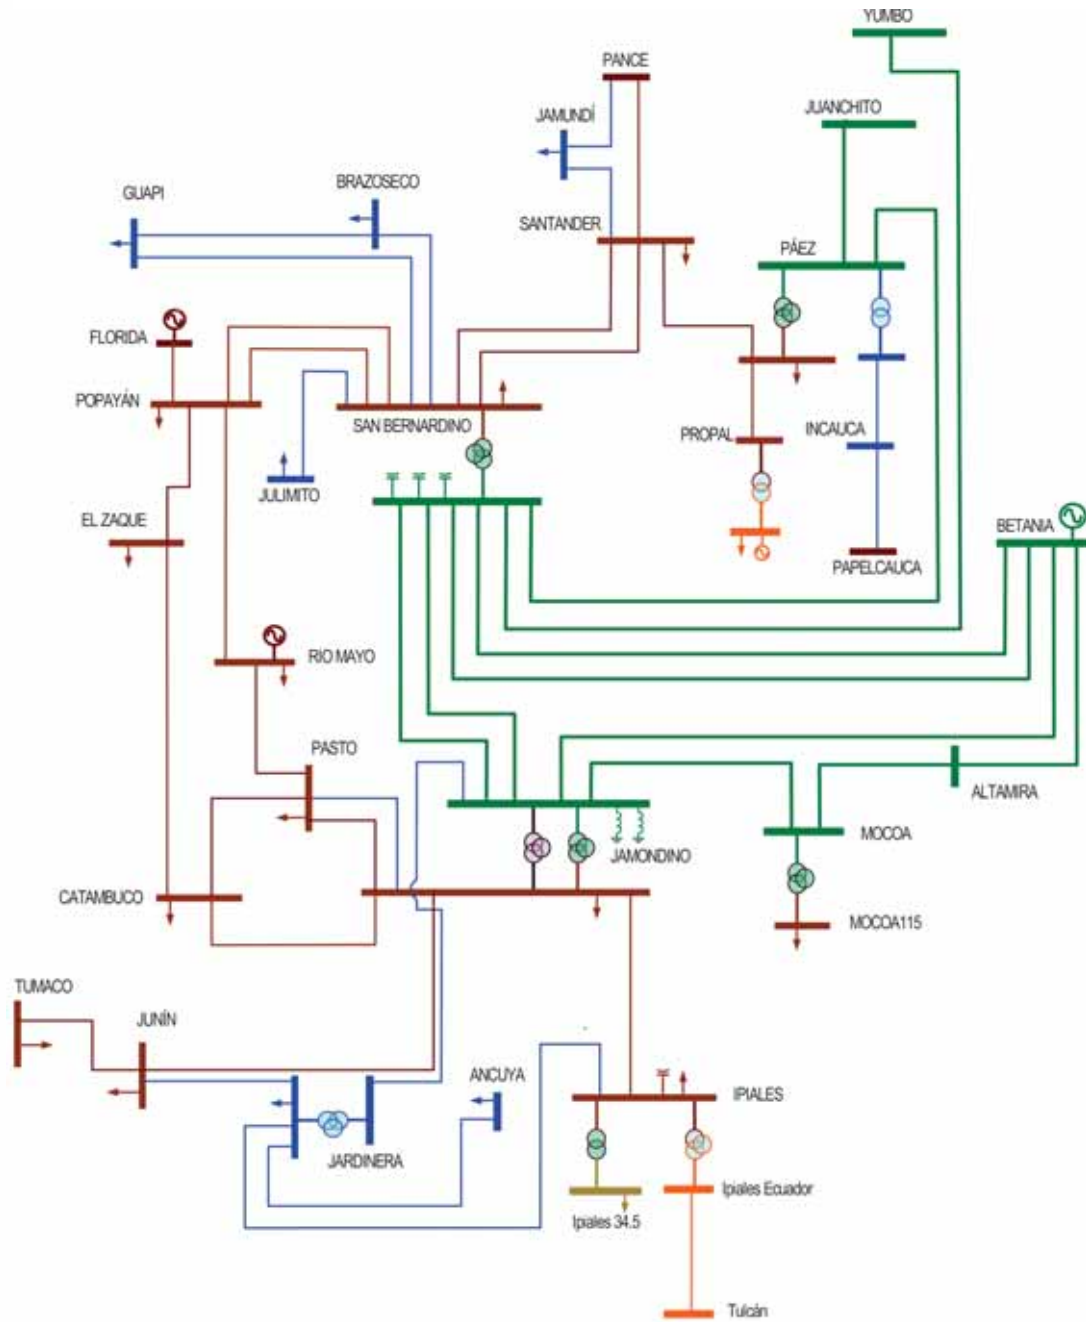 YUMBO
PANCE
JUANCHITO
JAMUNDÍ
BRAZOSECO
GUAPI
SANTANDER
PÁEZ
FLORIDA
POPAYÁN
SAN BERNARDINO
PROPAL
INCAUCA
JULIMITO
EL ZAQUE
BETANIA
PAPELCAUCA
RIO MAYO
PASTO
ALTAMIRA
MOCOA
JAMONDINO
CATAMBUCO
MOCOA115
TUMACO
JUNÍN
ANCUYA
IPIALES
JARDINERA
Ipiales Ecuador
Ipiales 34.5
Tulcán